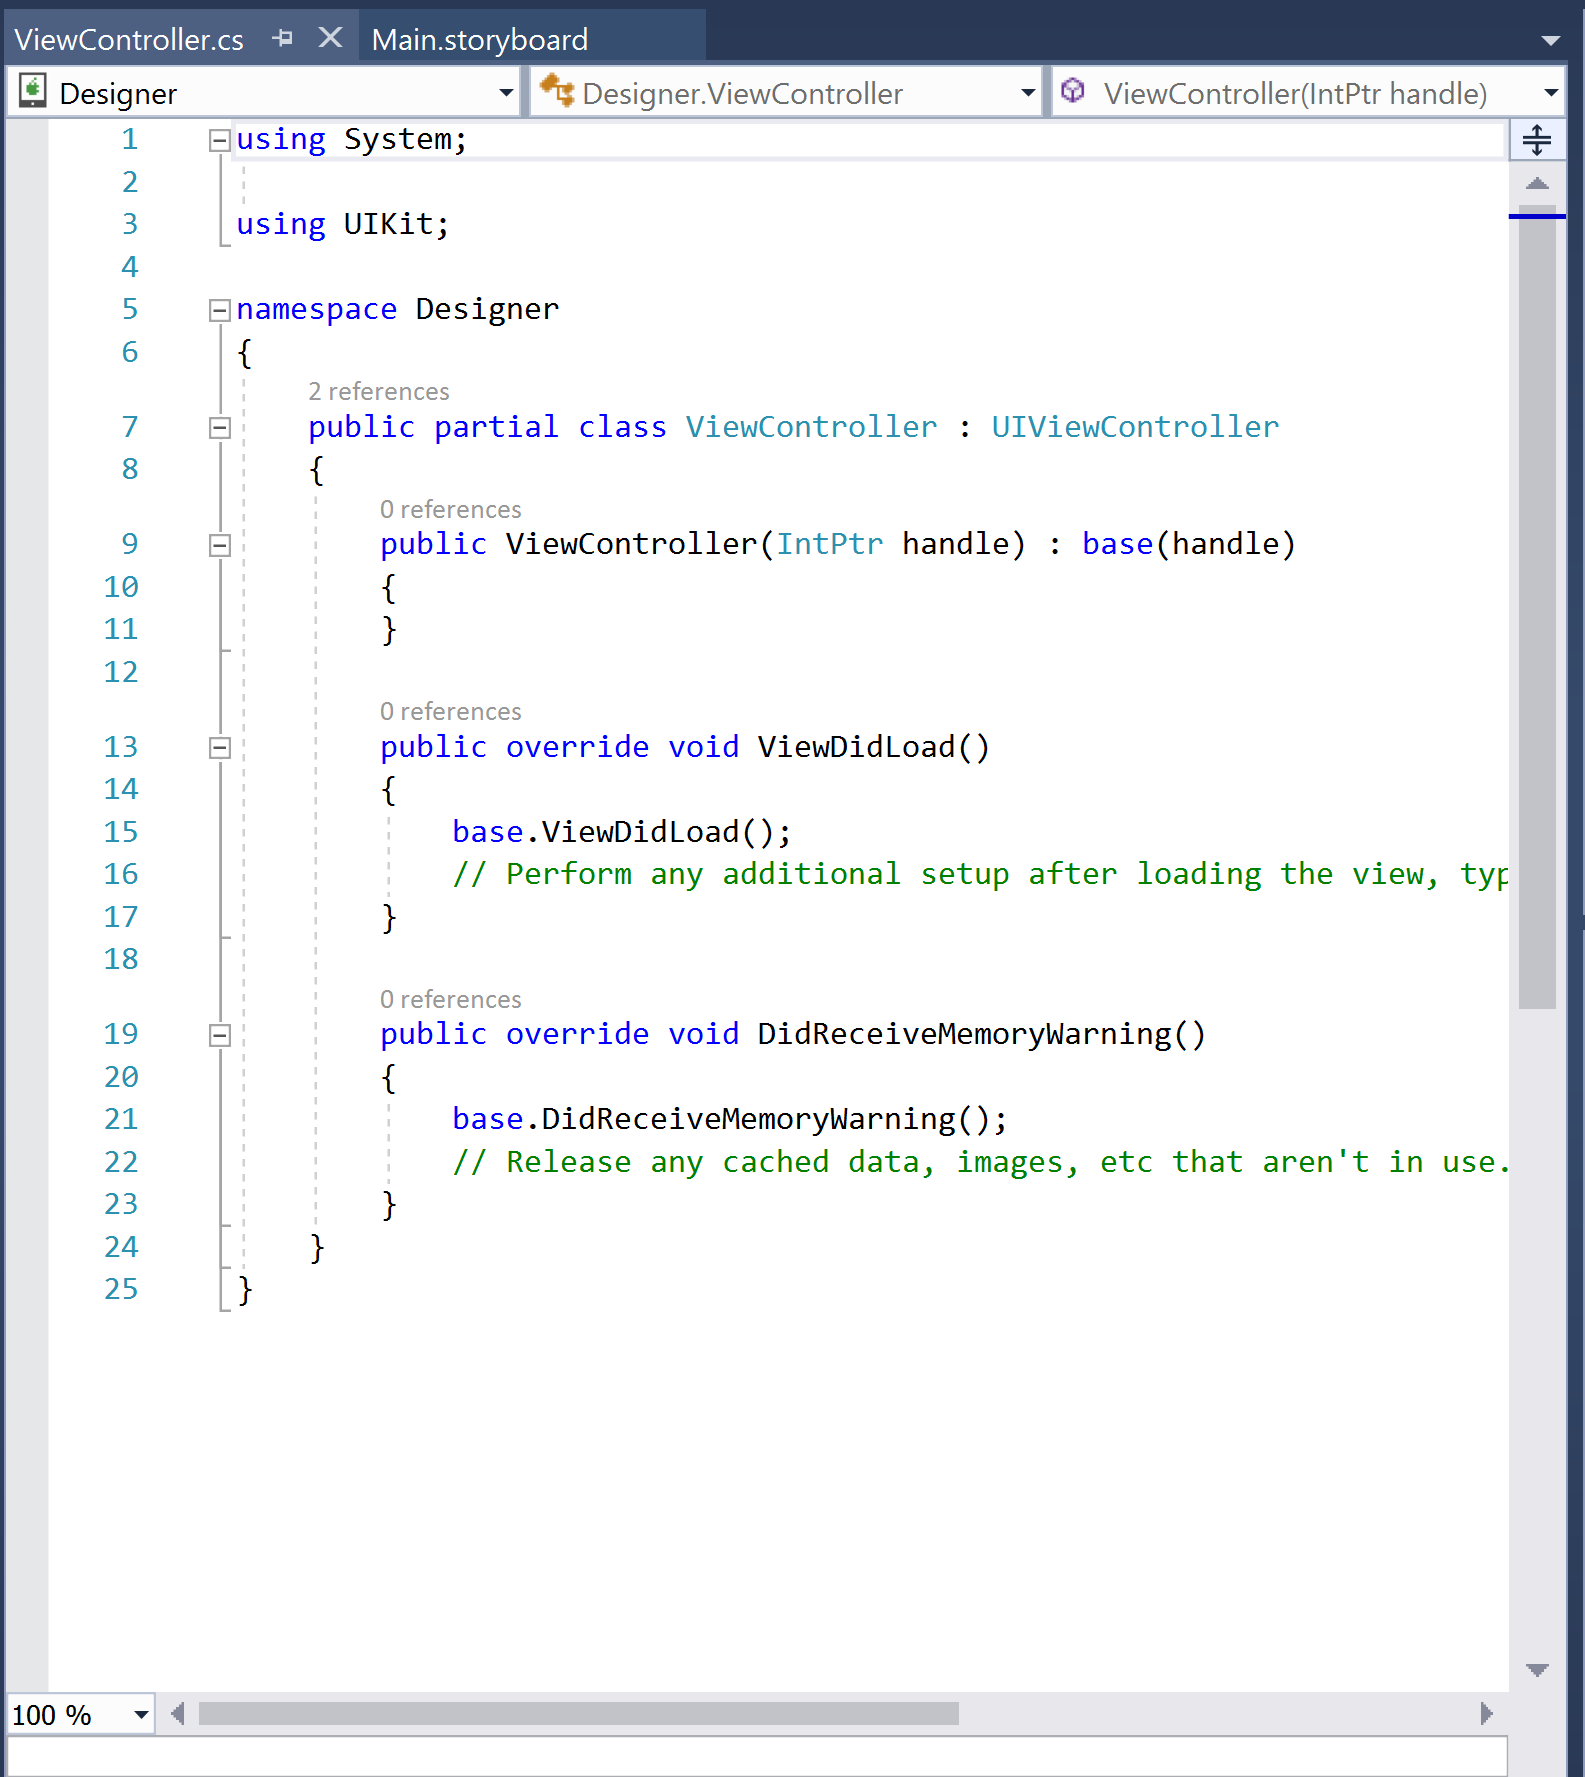 ViewController.cs Main.storyboard
Designer Designer.ViewController ViewController(IntPtr handle)
1 using System;
2
3 using UIKit;
4
5 namespace Designer
6 {
2 references
7 public partial class ViewController : UIViewController
8 {
0 references
9 public ViewController(IntPtr handle) : base(handle)
10 {
11 }
12
0 references
13 public override void ViewDidLoad()
14 {
15 base.ViewDidLoad();
16 // Perform any additional setup after loading the view, typ
17 }
18
0 references
19 public override void DidReceiveMemoryWarning()
20 {
21 base.DidReceiveMemoryWarning();
22 // Release any cached data, images, etc that aren't in use.
23 }
24 }
25 }
100 %